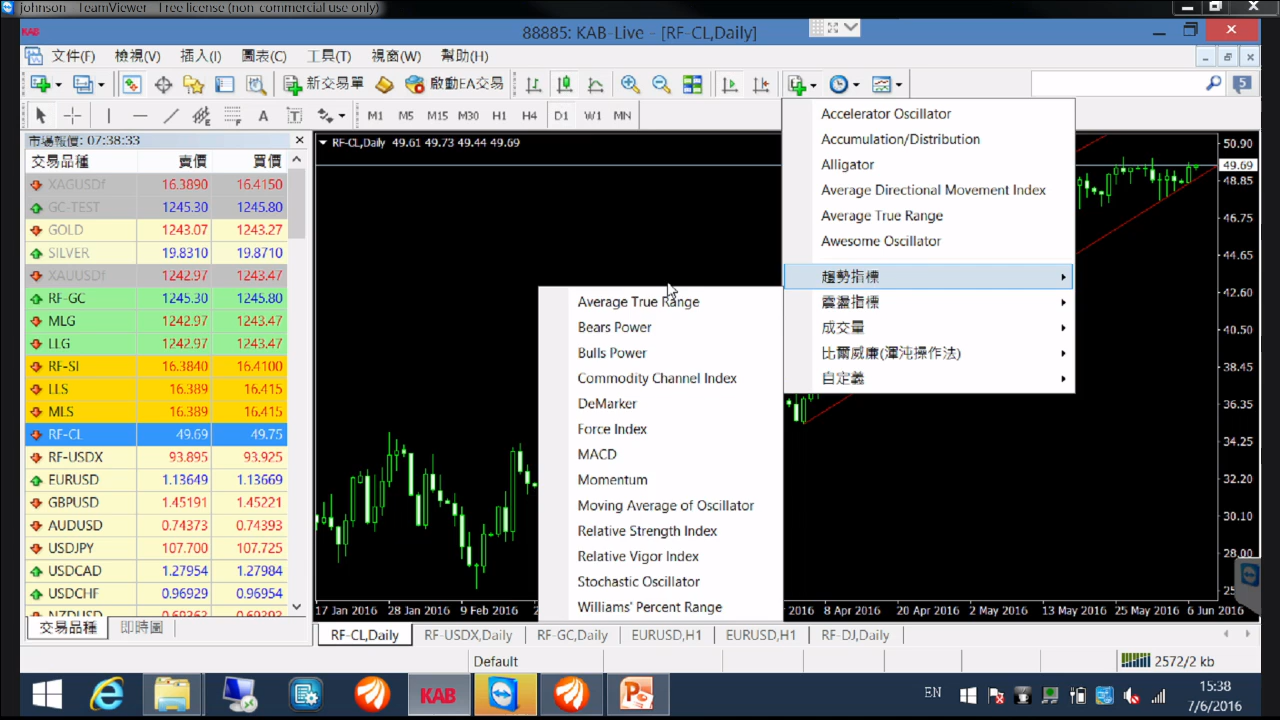 johnson - TeamViewer - Free license (non-commercial use only)
KAB
88885: KAB-Live - [RF-CL,Daily]
文件(F) 檢視(V) 插入(I) 圖表(C) 工具(T) 視窗(W) 幫助(H)
新交易單 啟動EA交易 5
A T M1 M5 M15 M30 H1 H4 D1 W1 MN
市場報價: 07:38:33
交易品種 賣價 買價
XAGUSDf 16.3890 16.4150
GC-TEST 1245.30 1245.80
GOLD 1243.07 1243.27
SILVER 19.8310 19.8710
XAUUSDf 1242.97 1243.47
RF-GC 1245.30 1245.80
MLG 1242.97 1243.47
LLG 1242.97 1243.47
RF-SI 16.3840 16.4100
LLS 16.389 16.415
MLS 16.389 16.415
RF-CL 49.69 49.75
RF-USDX 93.895 93.925
EURUSD 1.13649 1.13669
GBPUSD 1.45191 1.45221
AUDUSD 0.74373 0.74393
USDJPY 107.700 107.725
USDCAD 1.27954 1.27984
USDCHF 0.96929 0.96954
NZDUSD 0.69363 0.69393
交易品種 即時圖
RF-CL,Daily 49.61 49.73 49.44 49.69
Accelerator Oscillator
Accumulation/Distribution
Alligator
Average Directional Movement Index
Average True Range
Awesome Oscillator
趨勢指標
震盪指標
成交量
比爾威廉(渾沌操作法)
自定義
Average True Range
Bears Power
Bulls Power
Commodity Channel Index
DeMarker
Force Index
MACD
Momentum
Moving Average of Oscillator
Relative Strength Index
Relative Vigor Index
Stochastic Oscillator
Williams' Percent Range
50.90
49.69
48.85
46.75
44.65
42.60
40.50
38.45
36.35
34.25
32.20
30.10
28.00
17 Jan 2016 28 Jan 2016 9 Feb 2016 2016 8 Apr 2016 20 Apr 2016 2 May 2016 13 May 2016 25 May 2016 6 Jun 2016
RF-CL,Daily RF-USDX,Daily RF-GC,Daily EURUSD,H1 EURUSD,H1 RF-DJ,Daily
Default 2572/2 kb
KAB EN 15:38
7/6/2016